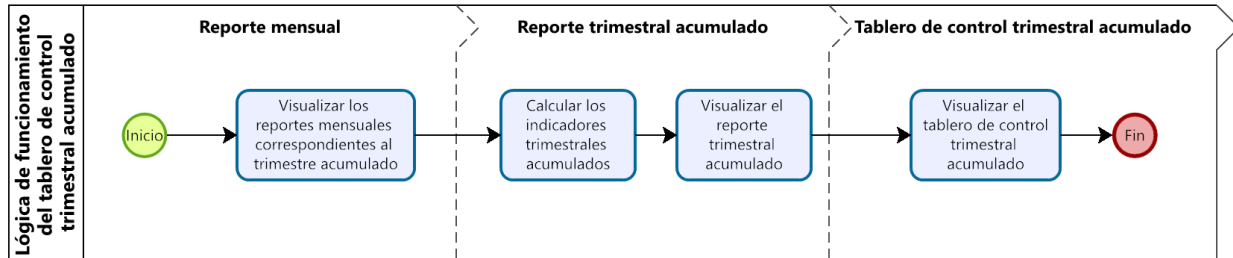 Lógica de funcionamiento
del tablero de control
trimestral acumulado
Reporte mensual
Reporte trimestral acumulado
Tablero de control trimestral acumulado
Inicio
Visualizar los
reportes mensuales
correspondientes al
trimestre acumulado
Calcular los
indicadores
trimestrales
acumulados
Visualizar el
reporte
trimestral
acumulado
Visualizar el
tablero de control
trimestral
acumulado
Fin